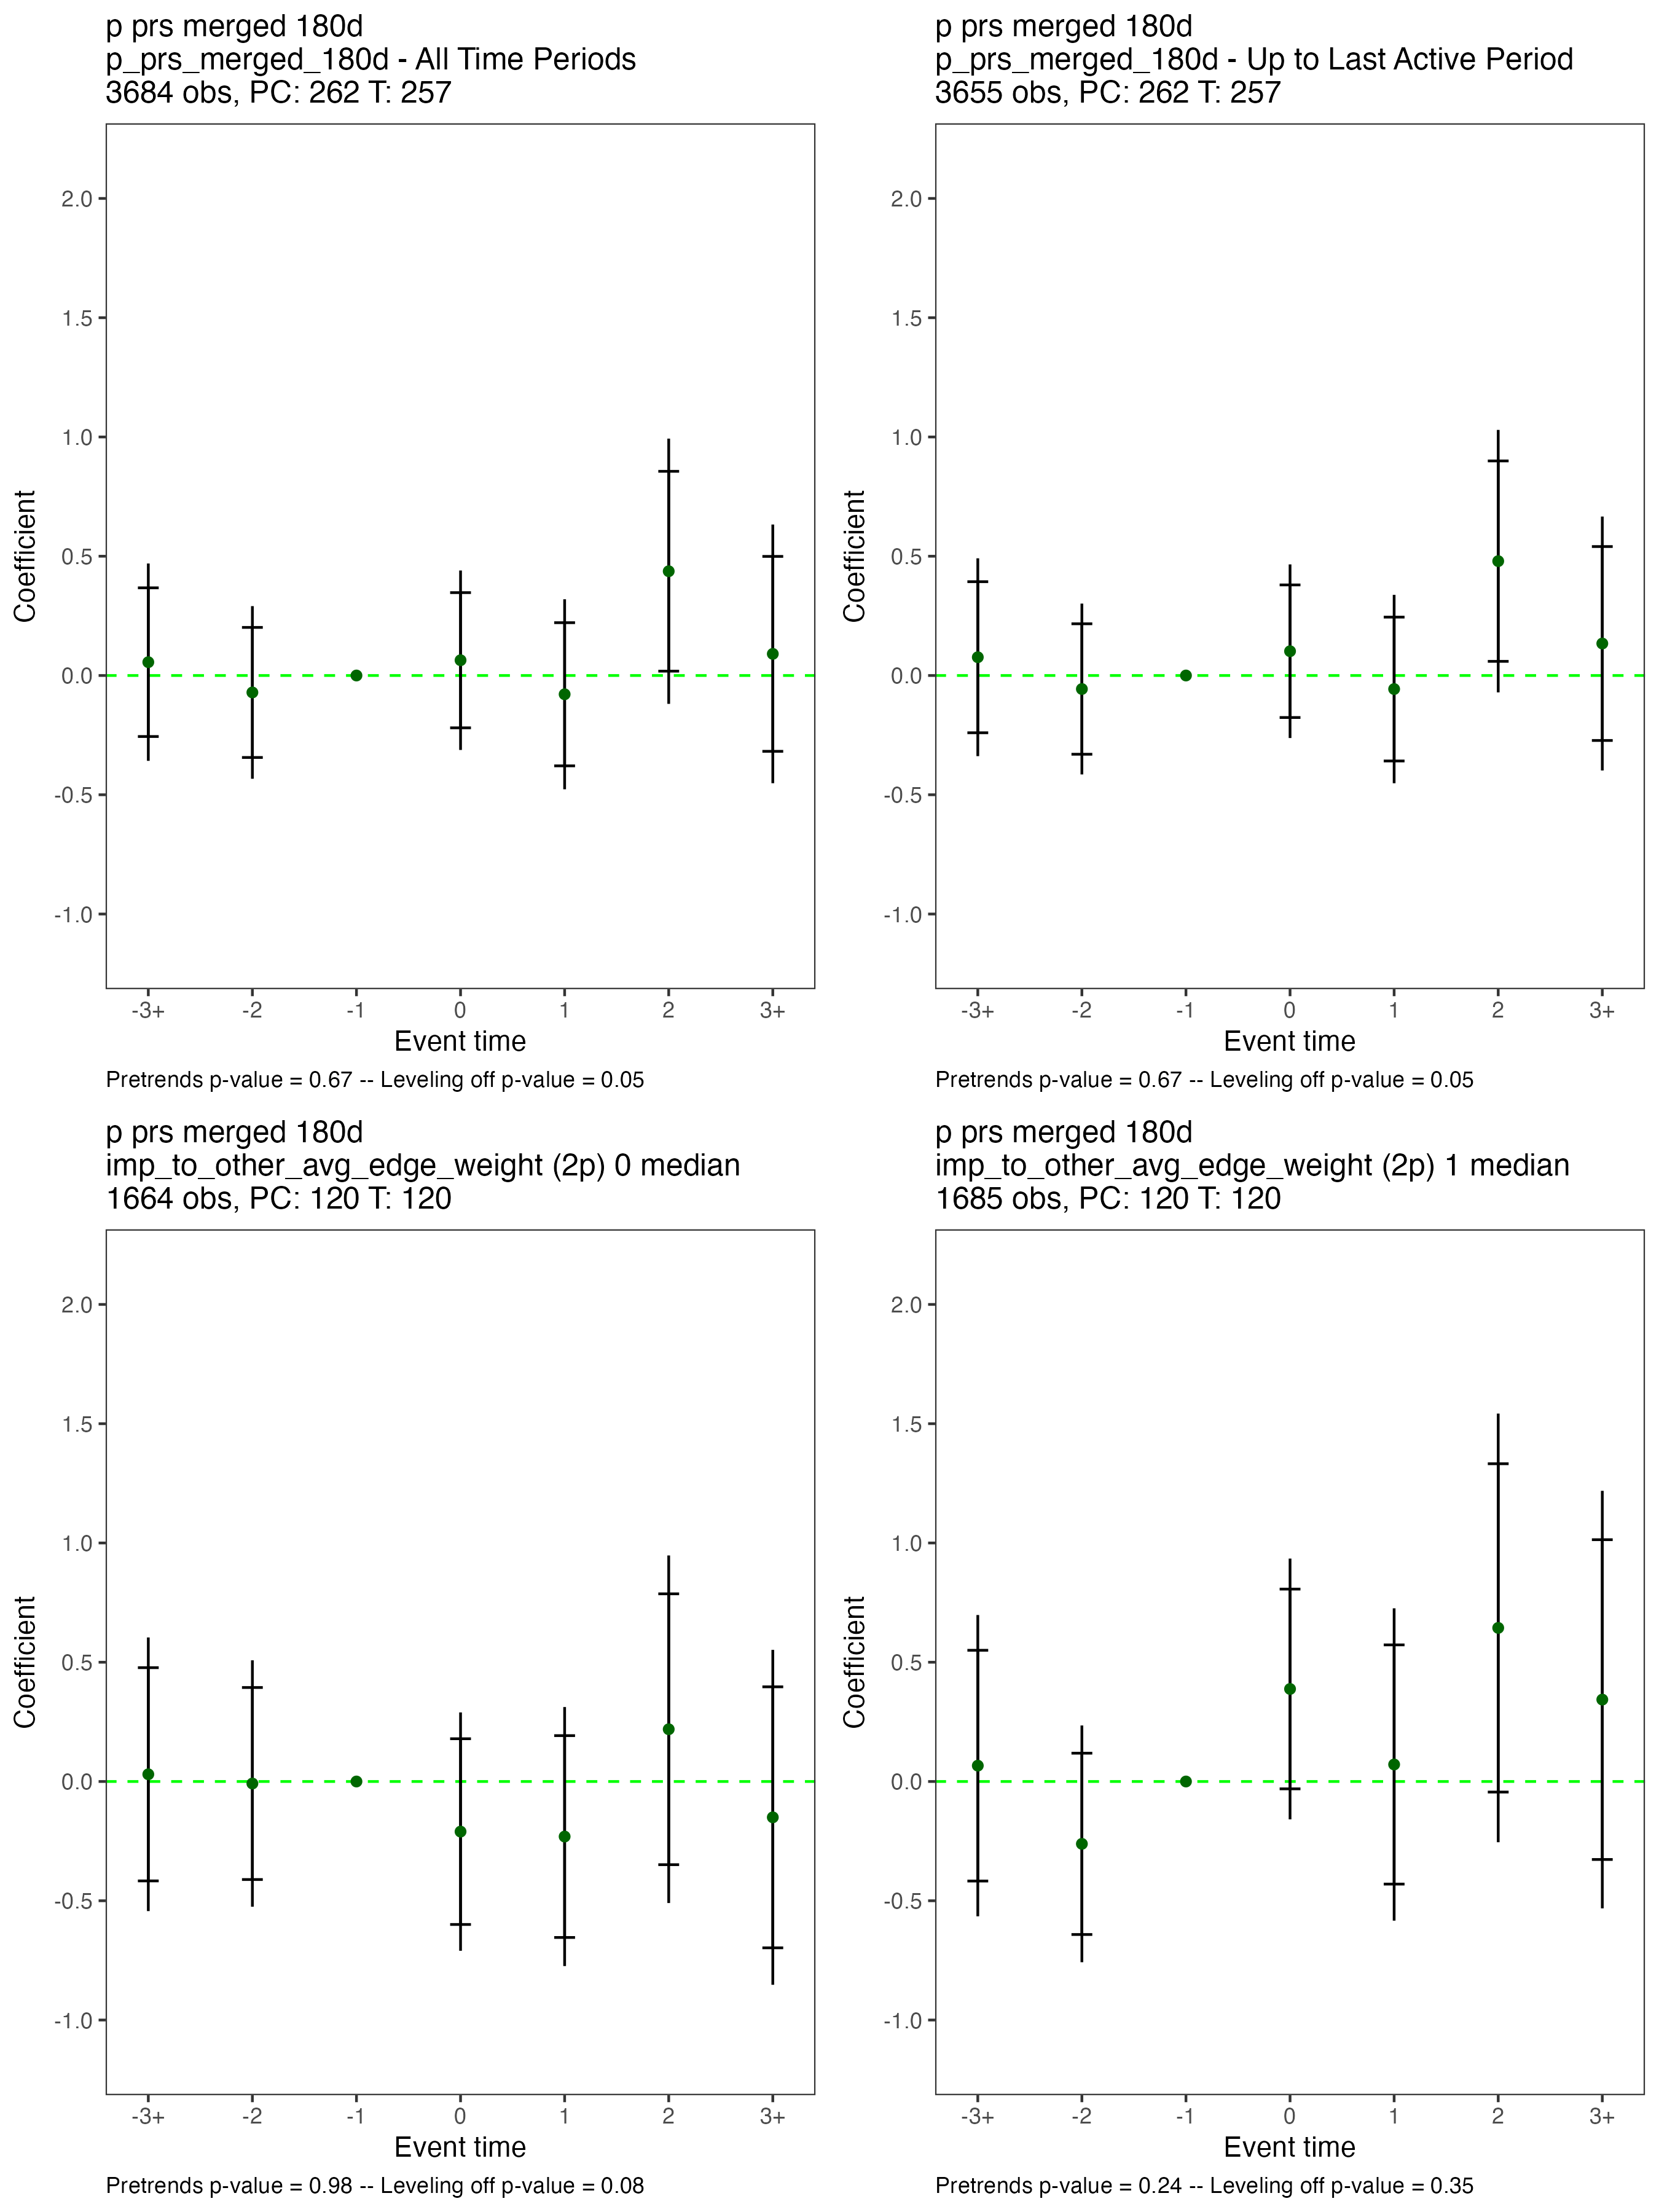 p prs merged 180d
p_prs_merged_180d - All Time Periods
3684 obs, PC: 262 T: 257
Coefficient
2.0
1.5
1.0
0.5
0.0
-0.5
-1.0
-3+ -2 -1 0 1 2 3+
Event time
Pretrends p-value = 0.67 -- Leveling off p-value = 0.05
p prs merged 180d
p_prs_merged_180d - Up to Last Active Period
3655 obs, PC: 262 T: 257
Coefficient
2.0
1.5
1.0
0.5
0.0
-0.5
-1.0
-3+ -2 -1 0 1 2 3+
Event time
Pretrends p-value = 0.67 -- Leveling off p-value = 0.05
p prs merged 180d
imp_to_other_avg_edge_weight (2p) 0 median
1664 obs, PC: 120 T: 120
Coefficient
2.0
1.5
1.0
0.5
0.0
-0.5
-1.0
-3+ -2 -1 0 1 2 3+
Event time
Pretrends p-value = 0.98 -- Leveling off p-value = 0.08
p prs merged 180d
imp_to_other_avg_edge_weight (2p) 1 median
1685 obs, PC: 120 T: 120
Coefficient
2.0
1.5
1.0
0.5
0.0
-0.5
-1.0
-3+ -2 -1 0 1 2 3+
Event time
Pretrends p-value = 0.24 -- Leveling off p-value = 0.35